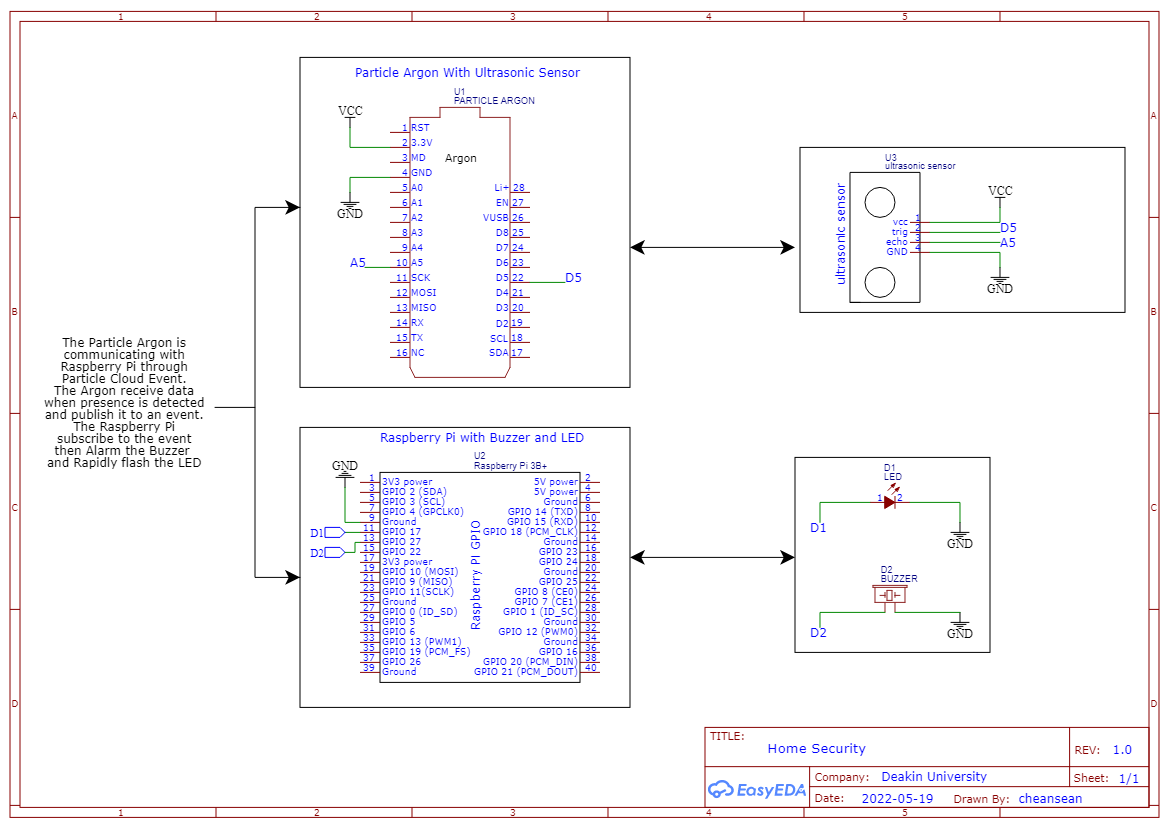 1 2 3 4 5
A
B
C
D
A
B
C
D
Particle Argon With Ultrasonic Sensor
U1
PARTICLE ARGON
Argon
VCC
GND
A5
D5
1 RST
2 3.3V
3 MD
4 GND
5 A0
6 A1
7 A2
8 A3
9 A4
10 A5
11 SCK
12 MOSI
13 MISO
14 RX
15 TX
16 NC
Li+ 28
EN 27
VUSB 26
D8 25
D7 24
D6 23
D5 22
D4 21
D3 20
D2 19
SCL 18
SDA 17
U3
ultrasonic sensor
ultrasonic sensor
vcc 1
trig 2
echo 3
GND 4
VCC
D5
A5
GND
The Particle Argon is
communicating with
Raspberry Pi through
Particle Cloud Event.
The Argon receive data
when presence is detected
and publish it to an event.
The Raspberry Pi
subscribe to the event
then Alarm the Buzzer
and Rapidly flash the LED
Raspberry Pi with Buzzer and LED
U2
Raspberry Pi 3B+
Raspberry PI GPIO
GND
D1
D2
1 3V3 power
3 GPIO 2 (SDA)
5 GPIO 3 (SCL)
7 GPIO 4 (GPCLK0)
9 Ground
11 GPIO 17
13 GPIO 27
15 GPIO 22
17 3V3 power
19 GPIO 10 (MOSI)
21 GPIO 9 (MISO)
23 GPIO 11(SCLK)
25 Ground
27 GPIO 0 (ID_SD)
29 GPIO 5
31 GPIO 6
33 GPIO 13 (PWM1)
35 GPIO 19 (PCM_FS)
37 GPIO 26
39 Ground
5V power 2
5V power 4
Ground 6
GPIO 14 (TXD) 8
GPIO 15 (RXD) 10
GPIO 18 (PCM_CLK) 12
Ground 14
GPIO 23 16
GPIO 24 18
Ground 20
GPIO 25 22
GPIO 8 (CE0) 24
GPIO 7 (CE1) 26
GPIO 1 (ID_SC) 28
Ground 30
GPIO 12 (PWM0) 32
Ground 34
GPIO 16 36
GPIO 20 (PCM_DIN) 38
GPIO 21 (PCM_DOUT) 40
D1
LED
1 2
D1
GND
D2
BUZZER
D2
GND
TITLE:
Home Security
REV: 1.0
EasyEDA
Company: Deakin University
Sheet: 1/1
Date: 2022-05-19 Drawn By: cheansean
1 2 3 4 5